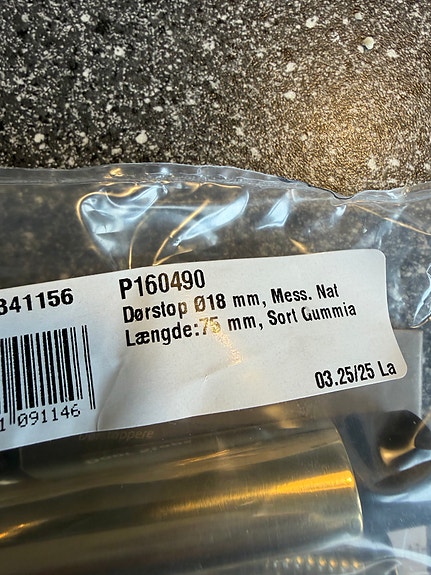 341156
P160490
Dørstop Ø18 mm, Mess. Nat
Længde:75 mm, Sort Gummia
03.25/25 La
1 091146